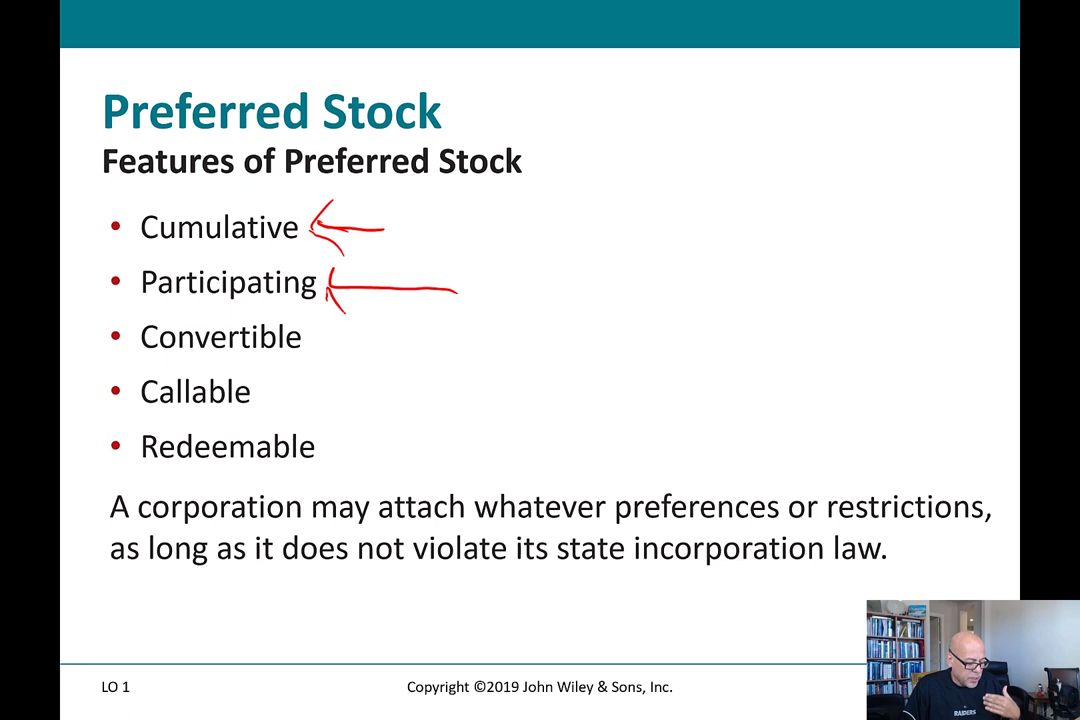 Preferred Stock
Features of Preferred Stock
• Cumulative
• Participating
• Convertible
• Callable
• Redeemable
A corporation may attach whatever preferences or restrictions,
as long as it does not violate its state incorporation law.
LO 1
Copyright ©2019 John Wiley & Sons, Inc.
RAIDERS